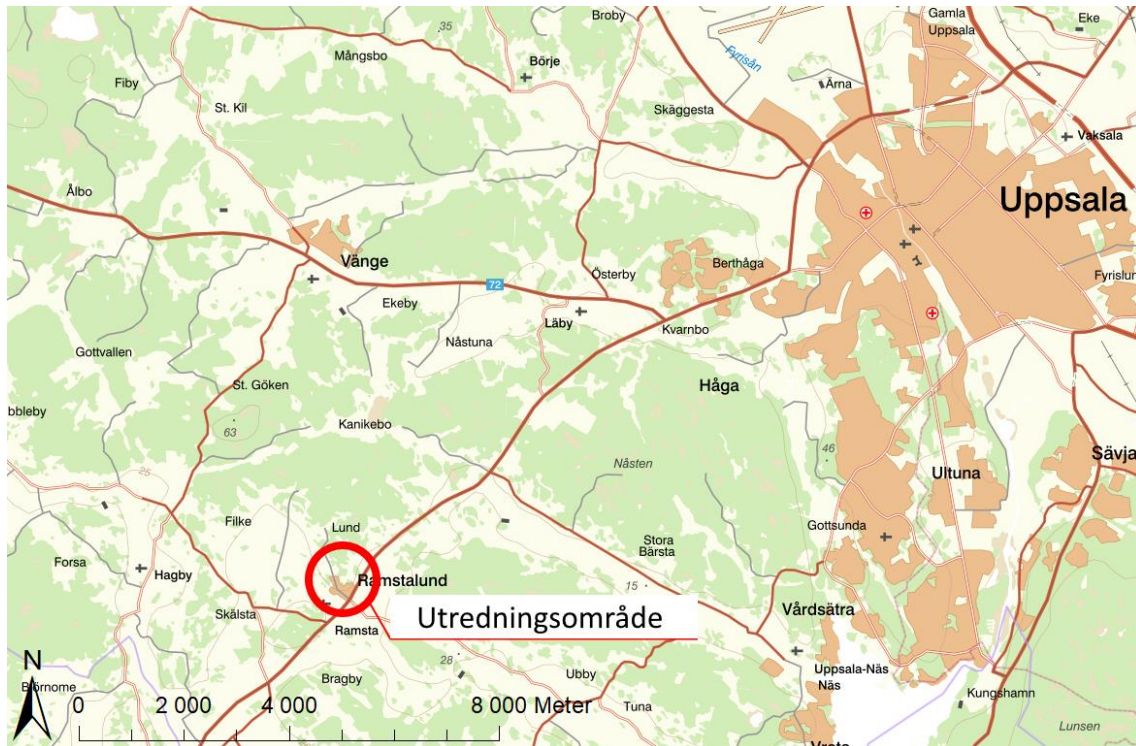 Broby
Gamla
Uppsala
Eke
35
Mångsbo
Börje
Fyrisån
Fiby
Ärna
St. Kil
Skäggesta
Vaksala
Ålbo
Uppsala
Vänge
Österby
Berthåga
Fyrislun
72
Ekeby
Läby
Kvarnbo
Nåstuna
Gottvallen
St. Göken
Håga
bbleby
63
Kanikebo
46
Sävja
25
Nåsten
Ultuna
Filke
Lund
Gottsunda
Stora
Bärsta
Forsa
Hagby
Ramstalund
15
Skälsta
Utredningsområde
Vårdsätra
Ramsta
N
28
Ubby
Uppsala-Näs
Näs
Björnome
Bragby
Kungshamn
0 2 000 4 000 8 000 Meter
Tuna
Lunsen
Vreta